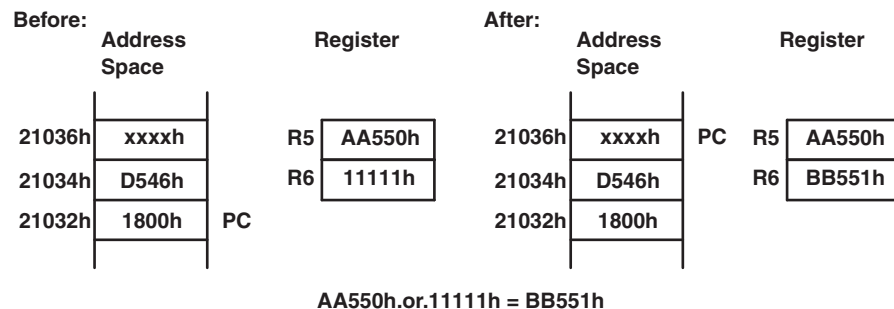 Before:
Address
Space
Register
21036h xxxxh
21034h D546h
21032h 1800h PC
R5 AA550h
R6 11111h
After:
Address
Space
Register
21036h xxxxh PC
21034h D546h
21032h 1800h
R5 AA550h
R6 BB551h
AA550h.or.11111h = BB551h